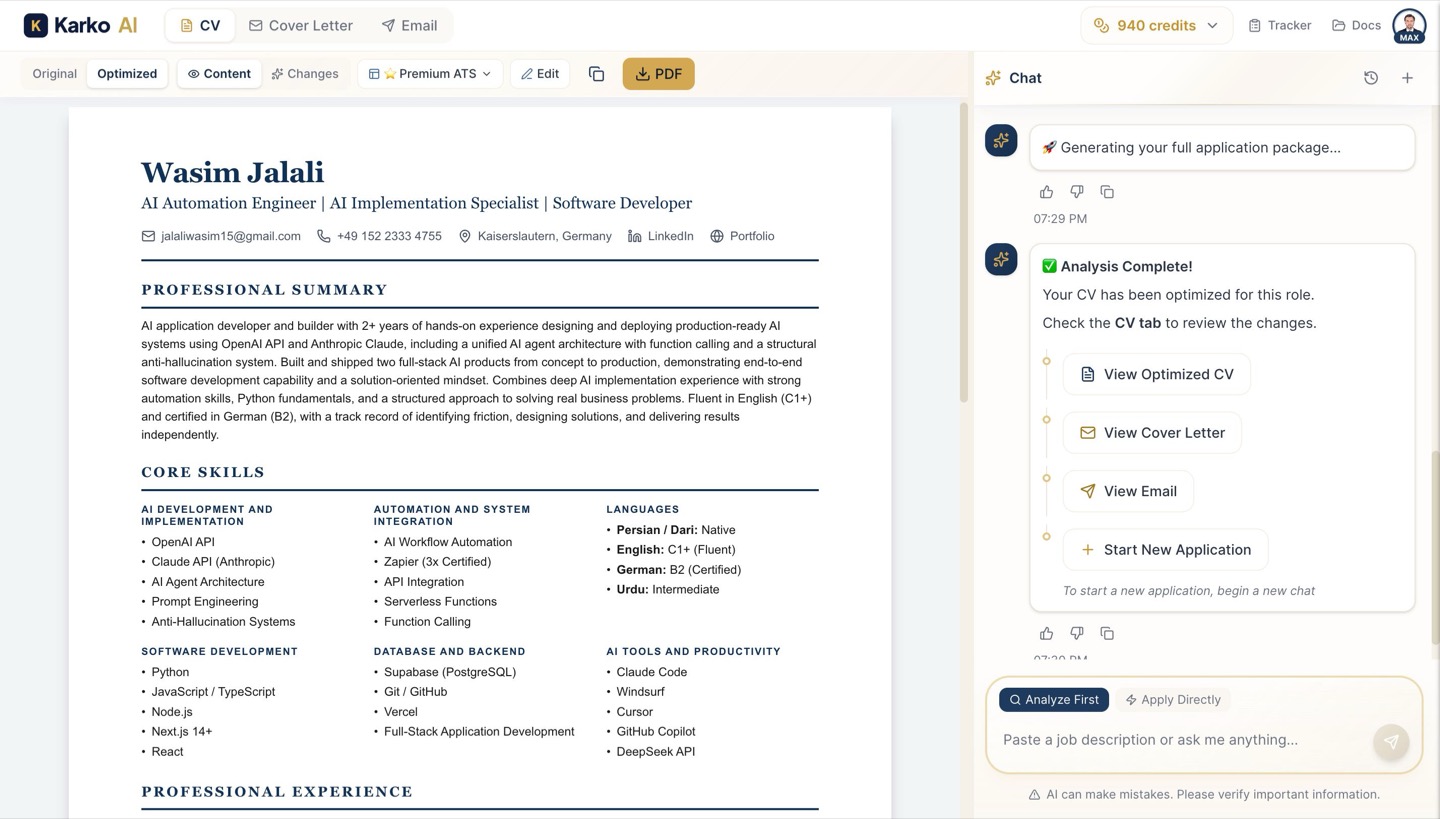 K Karko AI
CV
Cover Letter
Email
940 credits
Tracker
Docs
MAX
Original
Optimized
Content
Changes
⭐ Premium ATS
Edit
PDF
Wasim Jalali
AI Automation Engineer | AI Implementation Specialist | Software Developer
jalaliwasim15@gmail.com
+49 152 2333 4755
Kaiserslautern, Germany
LinkedIn
Portfolio
PROFESSIONAL SUMMARY
AI application developer and builder with 2+ years of hands-on experience designing and deploying production-ready AI
systems using OpenAI API and Anthropic Claude, including a unified AI agent architecture with function calling and a structural
anti-hallucination system. Built and shipped two full-stack AI products from concept to production, demonstrating end-to-end
software development capability and a solution-oriented mindset. Combines deep AI implementation experience with strong
automation skills, Python fundamentals, and a structured approach to solving real business problems. Fluent in English (C1+)
and certified in German (B2), with a track record of identifying friction, designing solutions, and delivering results
independently.
CORE SKILLS
AI DEVELOPMENT AND
IMPLEMENTATION
• OpenAI API
• Claude API (Anthropic)
• AI Agent Architecture
• Prompt Engineering
• Anti-Hallucination Systems
AUTOMATION AND SYSTEM
INTEGRATION
• AI Workflow Automation
• Zapier (3x Certified)
• API Integration
• Serverless Functions
• Function Calling
LANGUAGES
• Persian / Dari: Native
• English: C1+ (Fluent)
• German: B2 (Certified)
• Urdu: Intermediate
SOFTWARE DEVELOPMENT
• Python
• JavaScript / TypeScript
• Node.js
• Next.js 14+
• React
DATABASE AND BACKEND
• Supabase (PostgreSQL)
• Git / GitHub
• Vercel
• Full-Stack Application Development
AI TOOLS AND PRODUCTIVITY
• Claude Code
• Windsurf
• Cursor
• GitHub Copilot
• DeepSeek API
PROFESSIONAL EXPERIENCE
Chat
🚀 Generating your full application package...
07:29 PM
✅ Analysis Complete!
Your CV has been optimized for this role.
Check the CV tab to review the changes.
View Optimized CV
View Cover Letter
View Email
Start New Application
To start a new application, begin a new chat
Analyze First
Apply Directly
Paste a job description or ask me anything...
AI can make mistakes. Please verify important information.